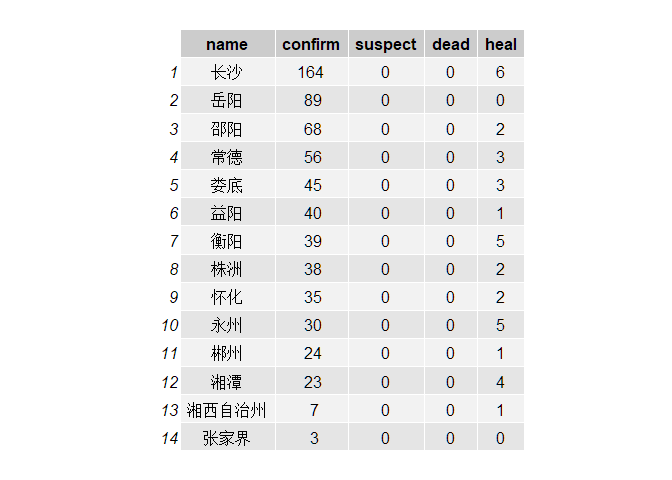 name confirm suspect dead heal
1 长沙 164 0 0 6
2 岳阳 89 0 0 0
3 邵阳 68 0 0 2
4 常德 56 0 0 3
5 娄底 45 0 0 3
6 益阳 40 0 0 1
7 衡阳 39 0 0 5
8 株洲 38 0 0 2
9 怀化 35 0 0 2
10 永州 30 0 0 5
11 郴州 24 0 0 1
12 湘潭 23 0 0 4
13 湘西自治州 7 0 0 1
14 张家界 3 0 0 0